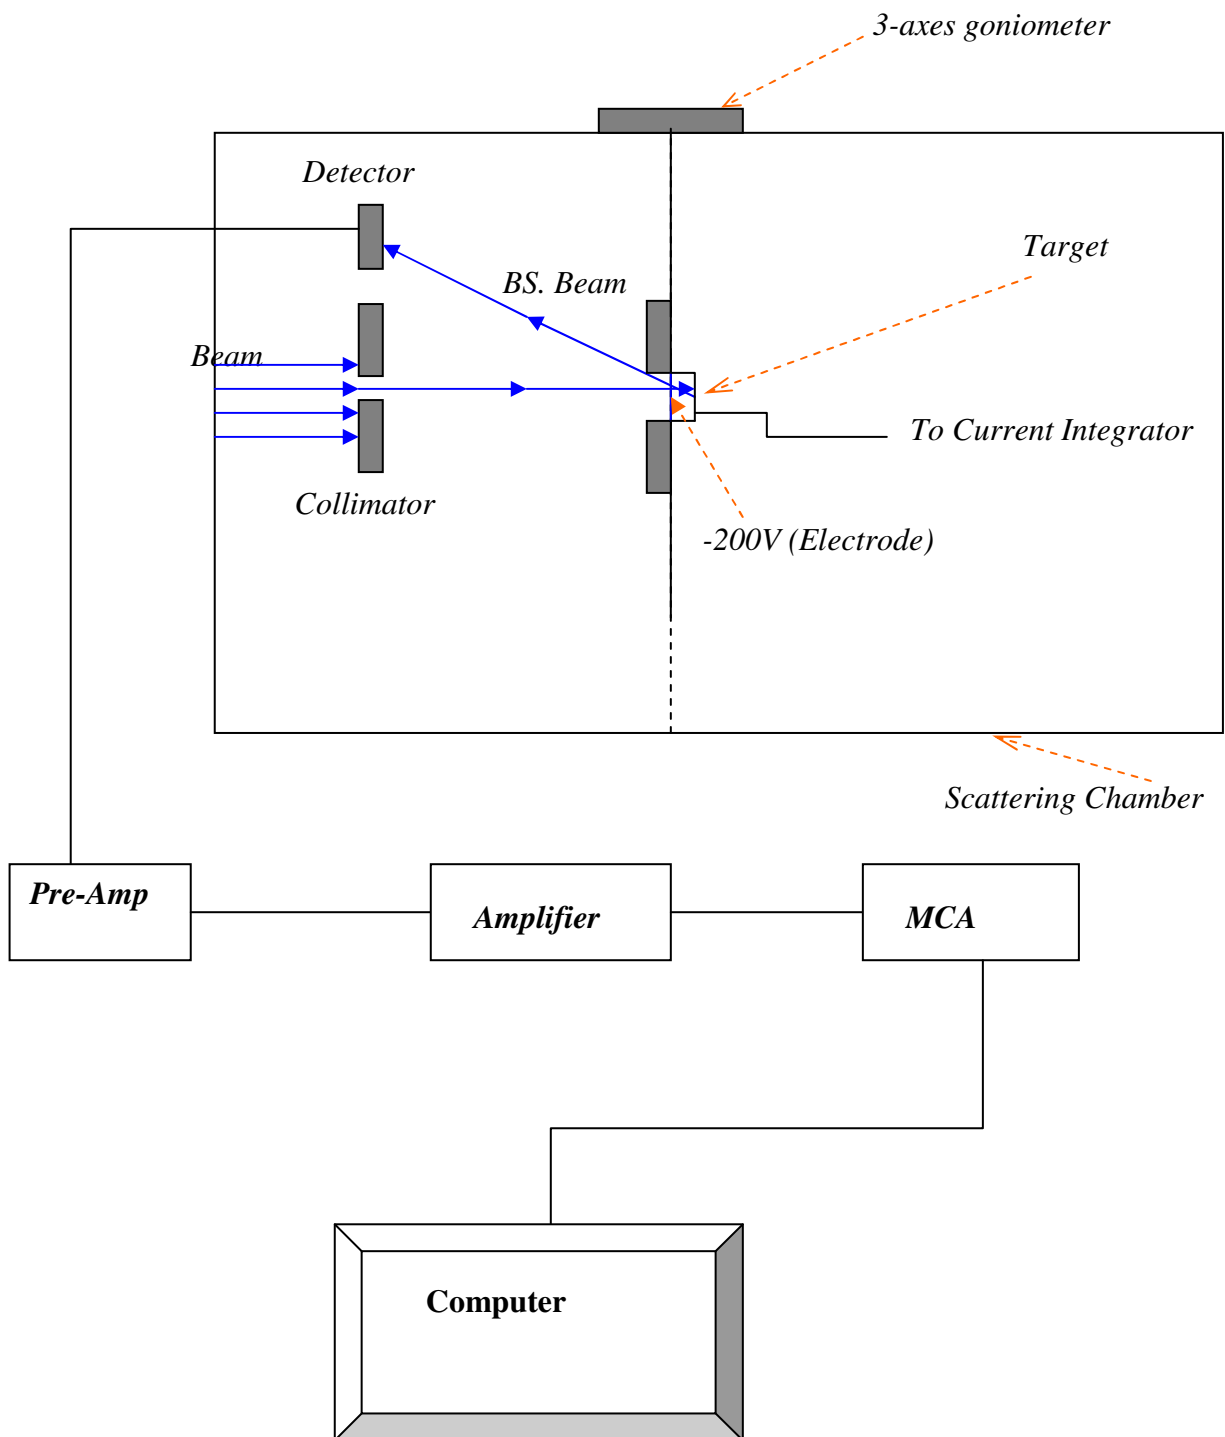 3-axes goniometer
Detector
Target
BS. Beam
Beam
To Current Integrator
Collimator
-200V (Electrode)
Scattering Chamber
Pre-Amp
Amplifier
MCA
Computer